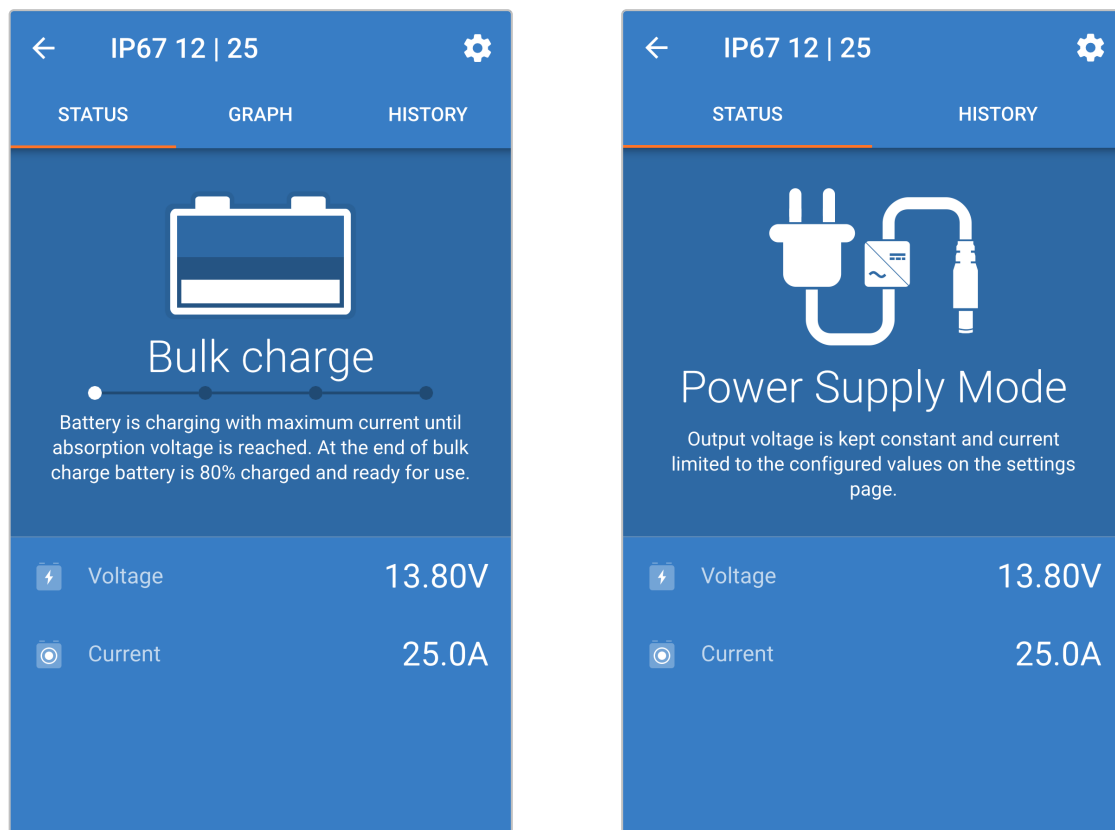 IP67 12 | 25
STATUS GRAPH HISTORY
Bulk charge
Battery is charging with maximum current until
absorption voltage is reached. At the end of bulk
charge battery is 80% charged and ready for use.
Voltage 13.80V
Current 25.0A
IP67 12 | 25
STATUS HISTORY
Power Supply Mode
Output voltage is kept constant and current
limited to the configured values on the settings
page.
Voltage 13.80V
Current 25.0A